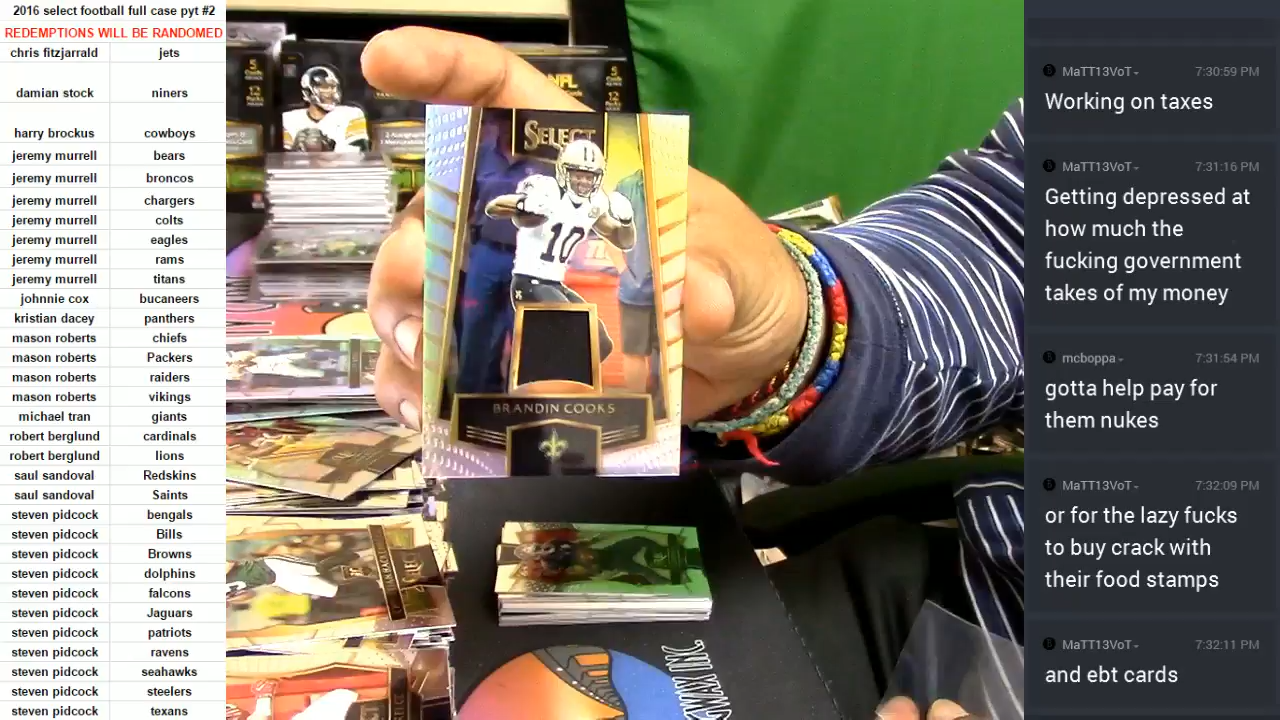 2016 select football full case pyt #2
REDEMPTIONS WILL BE RANDOMED
chris fitzjarrald jets
damian stock niners
harry brockus cowboys
jeremy murrell bears
jeremy murrell broncos
jeremy murrell chargers
jeremy murrell colts
jeremy murrell eagles
jeremy murrell rams
jeremy murrell titans
johnnie cox bucaneers
kristian dacey panthers
mason roberts chiefs
mason roberts Packers
mason roberts raiders
mason roberts vikings
michael tran giants
robert berglund cardinals
robert berglund lions
saul sandoval Redskins
saul sandoval Saints
steven pidcock bengals
steven pidcock Bills
steven pidcock Browns
steven pidcock dolphins
steven pidcock falcons
steven pidcock Jaguars
steven pidcock patriots
steven pidcock ravens
steven pidcock seahawks
steven pidcock steelers
steven pidcock texans
5
12
NFL
5
12
SELECT
10
BRANDIN COOKS
SELECT
INC
MaTT13VoT 7:30:59 PM
Working on taxes
MaTT13VoT 7:31:16 PM
Getting depressed at
how much the
fucking government
takes of my money
mcboppa 7:31:54 PM
gotta help pay for
them nukes
MaTT13VoT 7:32:09 PM
or for the lazy fucks
to buy crack with
their food stamps
MaTT13VoT 7:32:11 PM
and ebt cards